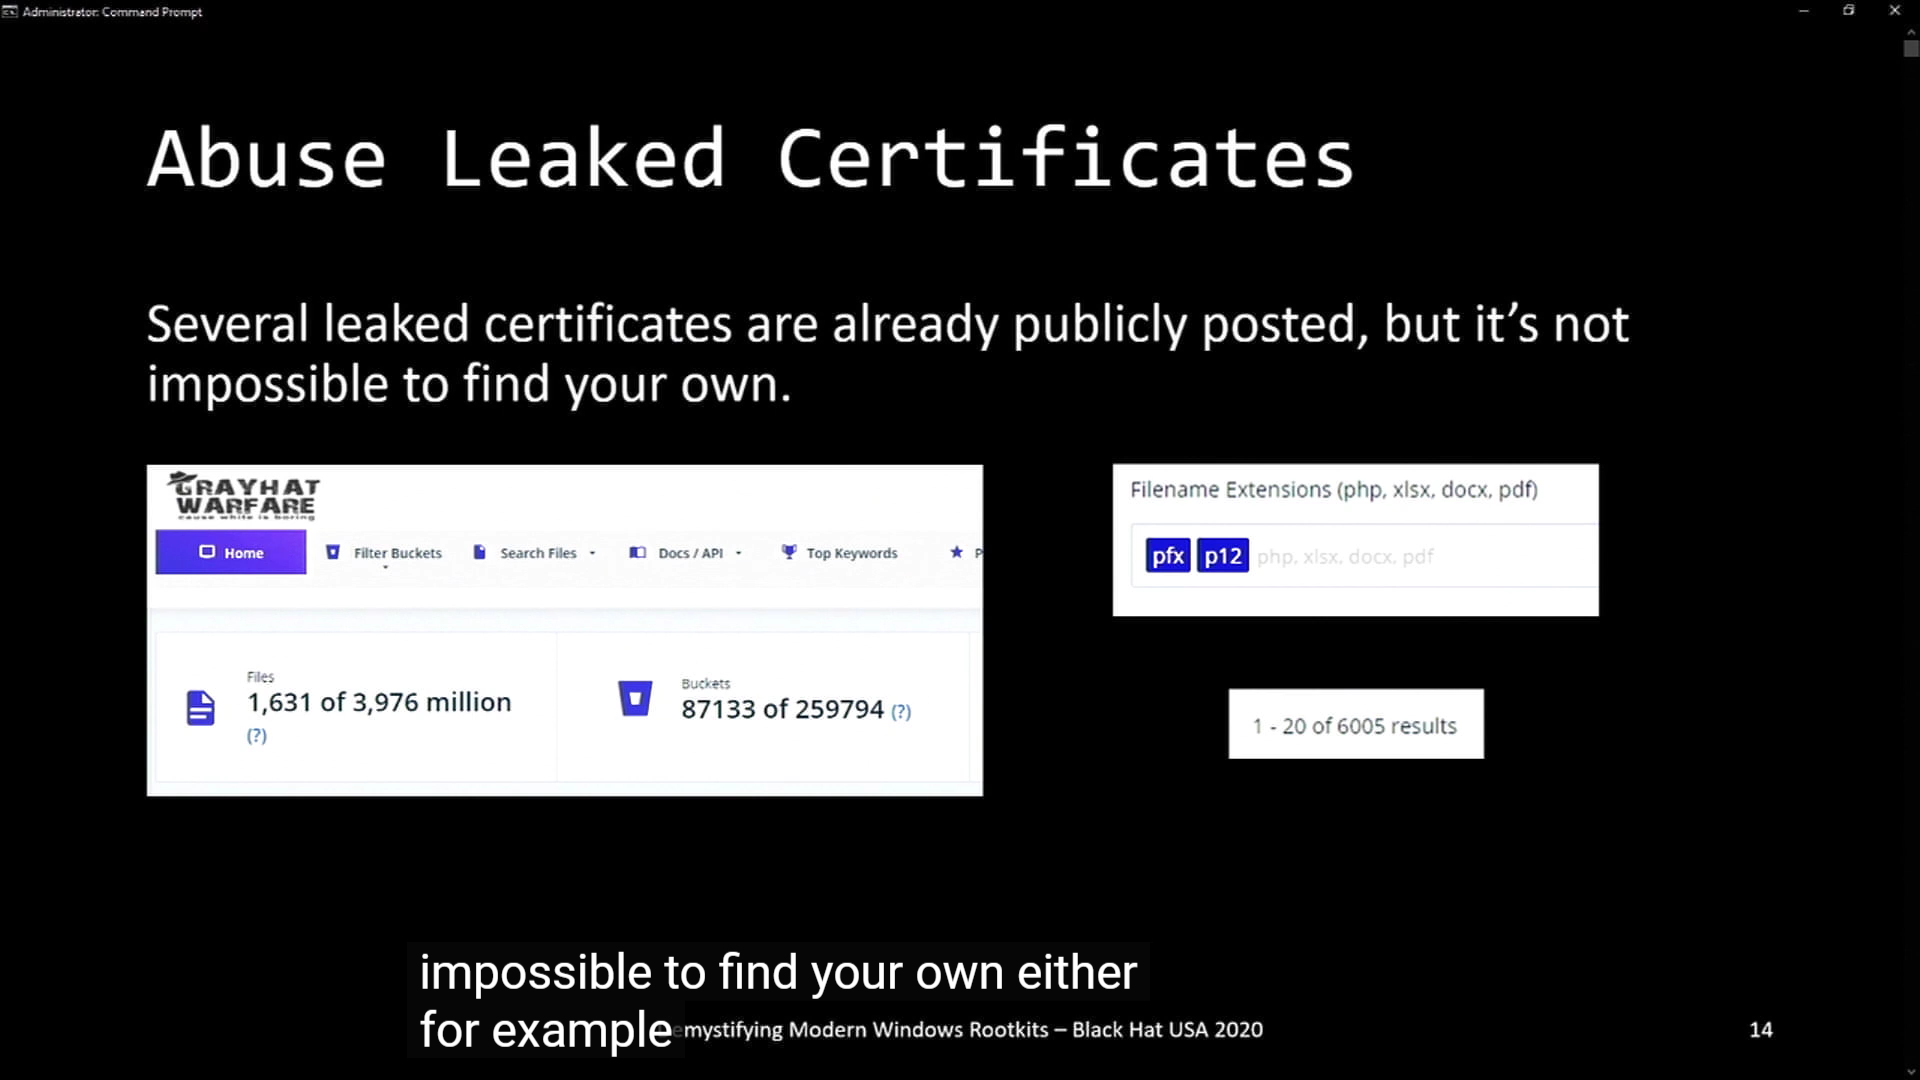 Administrator: Command Prompt
Abuse Leaked Certificates
Several leaked certificates are already publicly posted, but it’s not
impossible to find your own.
GRAYHAT
WARFARE
cause white is boring
Home
Filter Buckets
Search Files
Docs / API
Top Keywords
P
Files
1,631 of 3,976 million
(?)
Buckets
87133 of 259794 (?)
Filename Extensions (php, xlsx, docx, pdf)
pfx p12 php, xlsx, docx, pdf
1 - 20 of 6005 results
impossible to find your own either
for example
emystifying Modern Windows Rootkits – Black Hat USA 2020
14